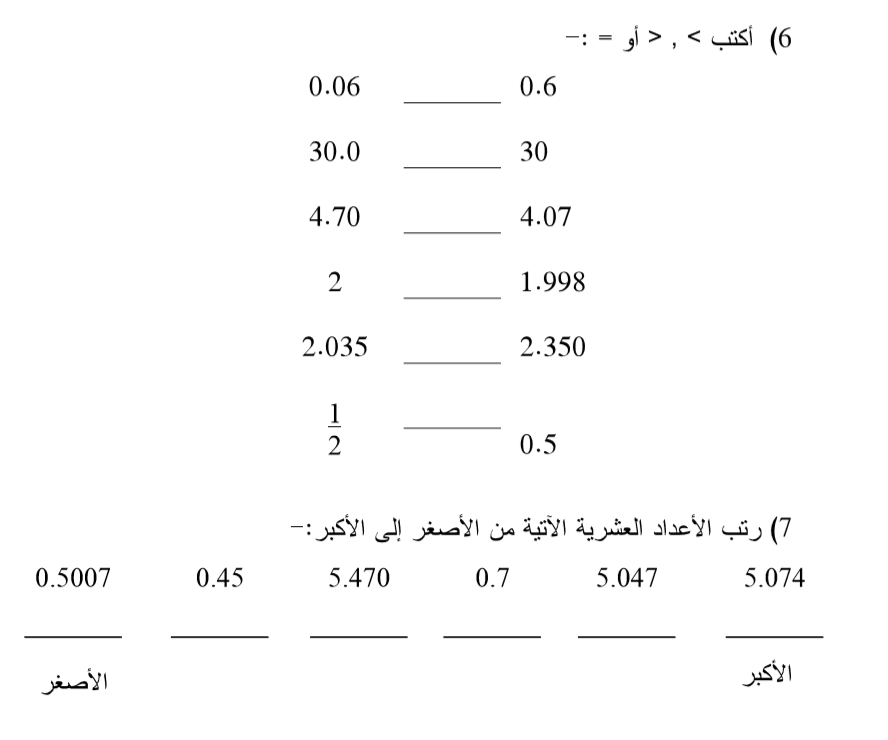 6) أكتب > , < أو = :-
0.06 ______ 0.6
30.0 ______ 30
4.70 ______ 4.07
2 ______ 1.998
2.035 ______ 2.350
1/2 ______ 0.5
7) رتب الأعداد العشرية الآتية من الأصغر إلى الأكبر:-
0.5007 0.45 5.470 0.7 5.047 5.074
______ ______ ______ ______ ______ ______
الأصغر الأكبر